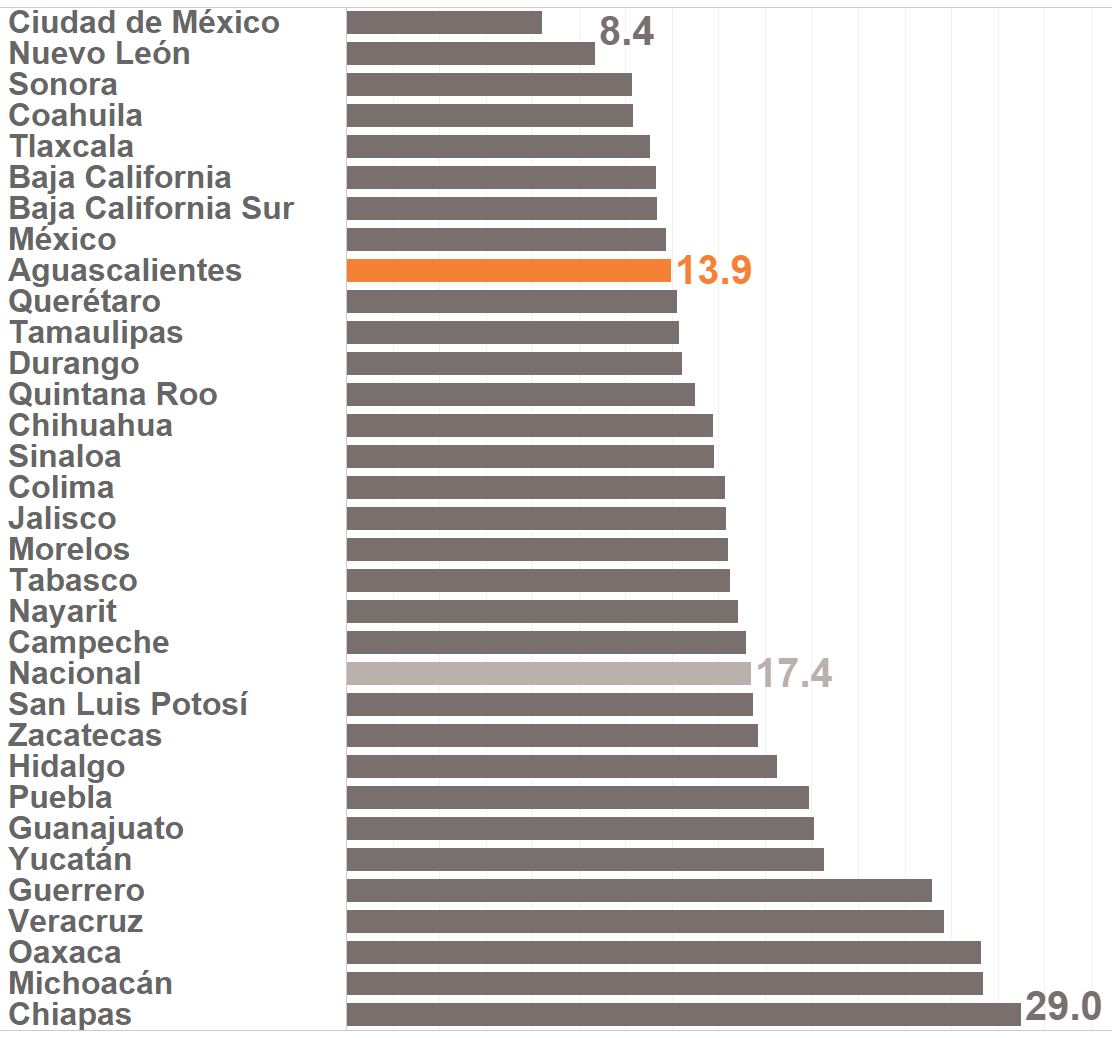 Ciudad de México
8.4
Nuevo León
Sonora
Coahuila
Tlaxcala
Baja California
Baja California Sur
México
Aguascalientes 13.9
Querétaro
Tamaulipas
Durango
Quintana Roo
Chihuahua
Sinaloa
Colima
Jalisco
Morelos
Tabasco
Nayarit
Campeche
Nacional 17.4
San Luis Potosí
Zacatecas
Hidalgo
Puebla
Guanajuato
Yucatán
Guerrero
Veracruz
Oaxaca
Michoacán
Chiapas 29.0